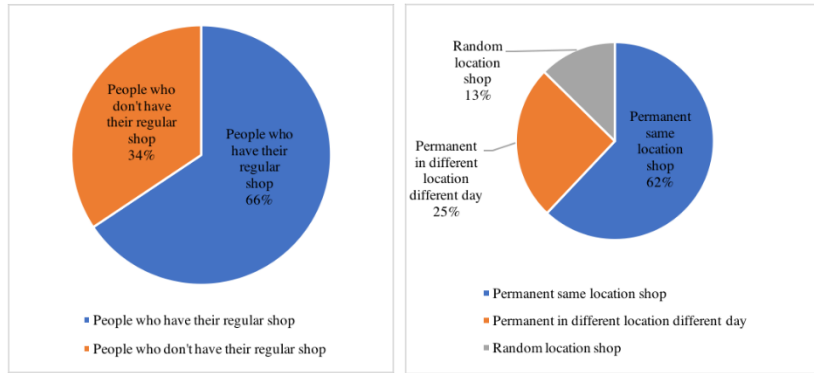 People who
don't have
their regular
shop
34%
People who
have their
regular
shop
66%
People who have their regular shop
People who don't have their regular shop
Random
location
shop
13%
Permanent
same
location
shop
62%
Permanent
in different
location
different day
25%
Permanent same location shop
Permanent in different location different day
Random location shop